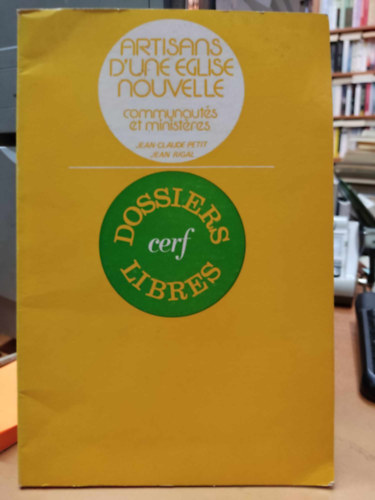 ARTISANS
D'UNE EGLISE
NOUVELLE
communautés
et ministères
JEAN-CLAUDE PETIT
JEAN RIGAL
DOSSIERS
cerf
LIBRES